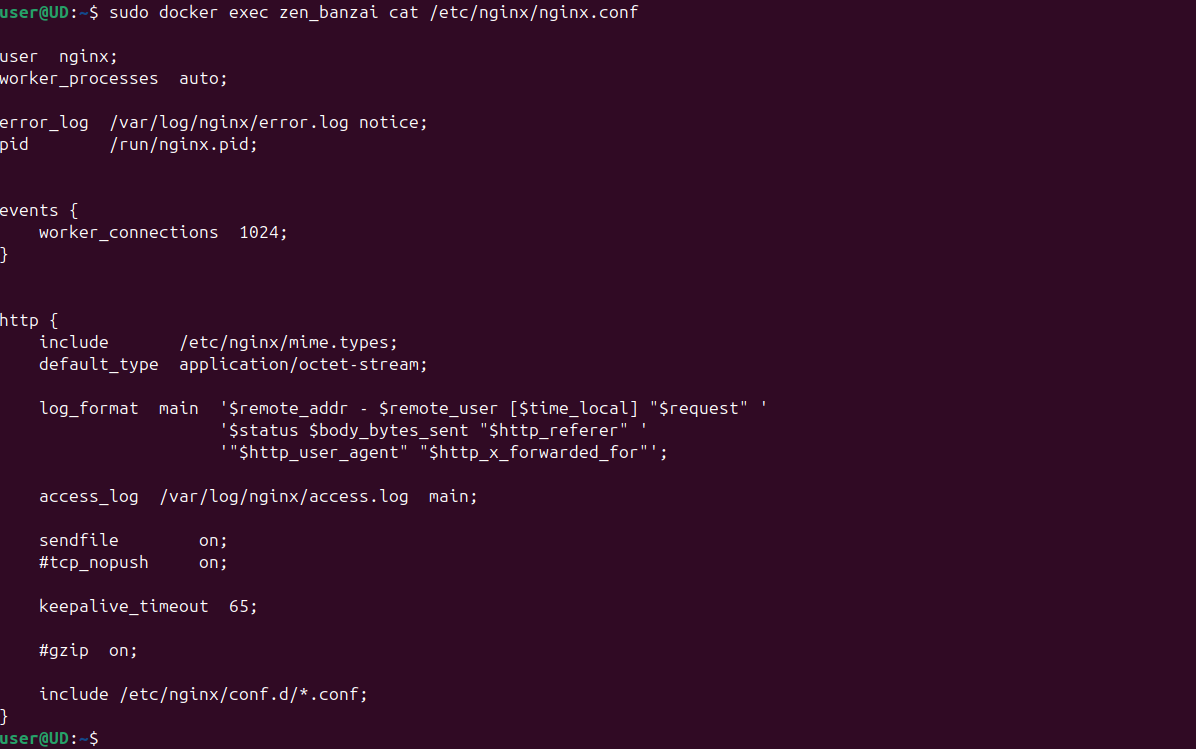 user@UD:~$ sudo docker exec zen_banzai cat /etc/nginx/nginx.conf
user  nginx;
worker_processes  auto;
error_log  /var/log/nginx/error.log notice;
pid        /run/nginx.pid;
events {
    worker_connections  1024;
}
http {
    include       /etc/nginx/mime.types;
    default_type  application/octet-stream;
    log_format  main  '$remote_addr - $remote_user [$time_local] "$request" '
                      '$status $body_bytes_sent "$http_referer" '
                      '"$http_user_agent" "$http_x_forwarded_for"';
    access_log  /var/log/nginx/access.log  main;
    sendfile        on;
    #tcp_nopush     on;
    keepalive_timeout  65;
    #gzip  on;
    include /etc/nginx/conf.d/*.conf;
}
user@UD:~$